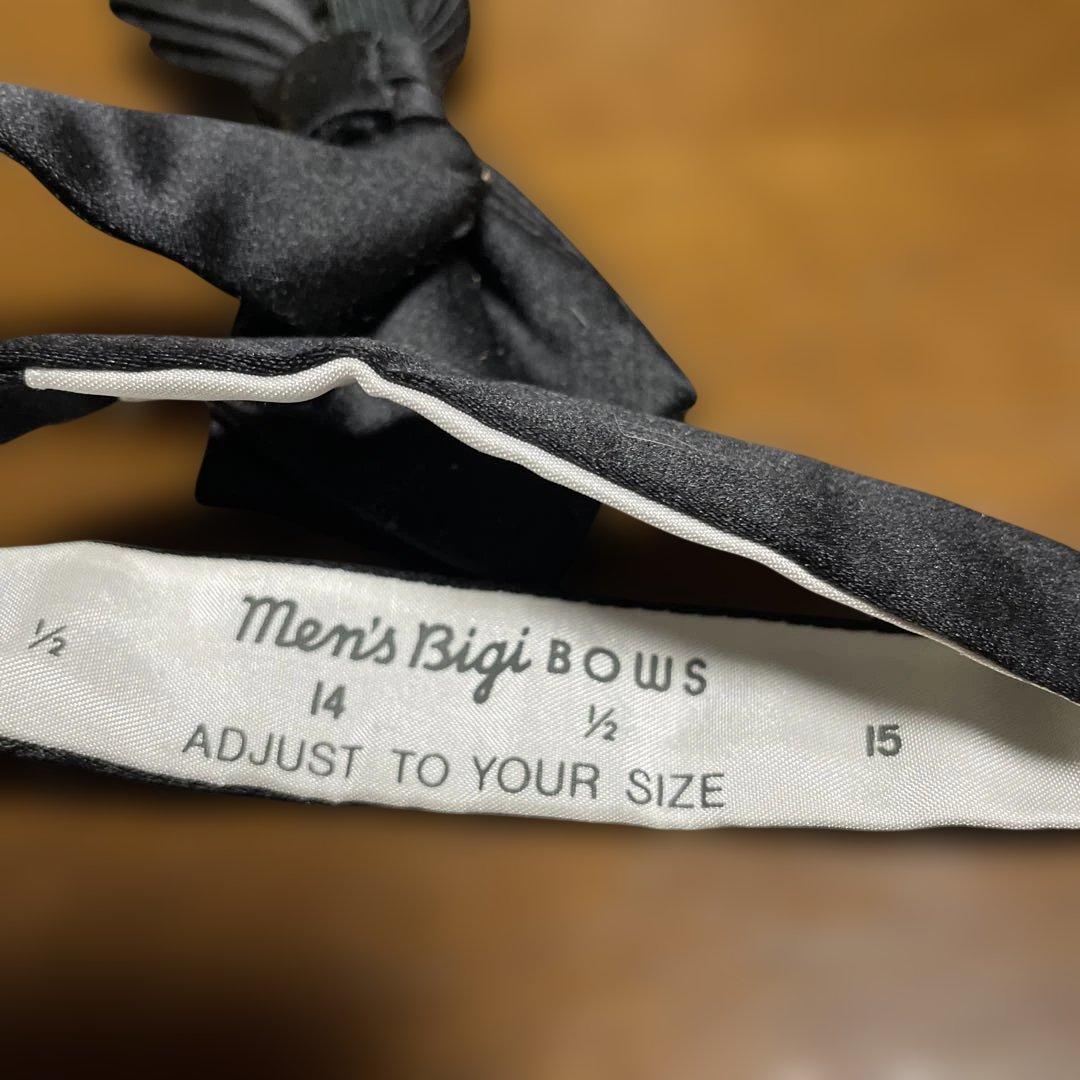 Men's Bigi BOWS
½ 14 ½ 15
ADJUST TO YOUR SIZE